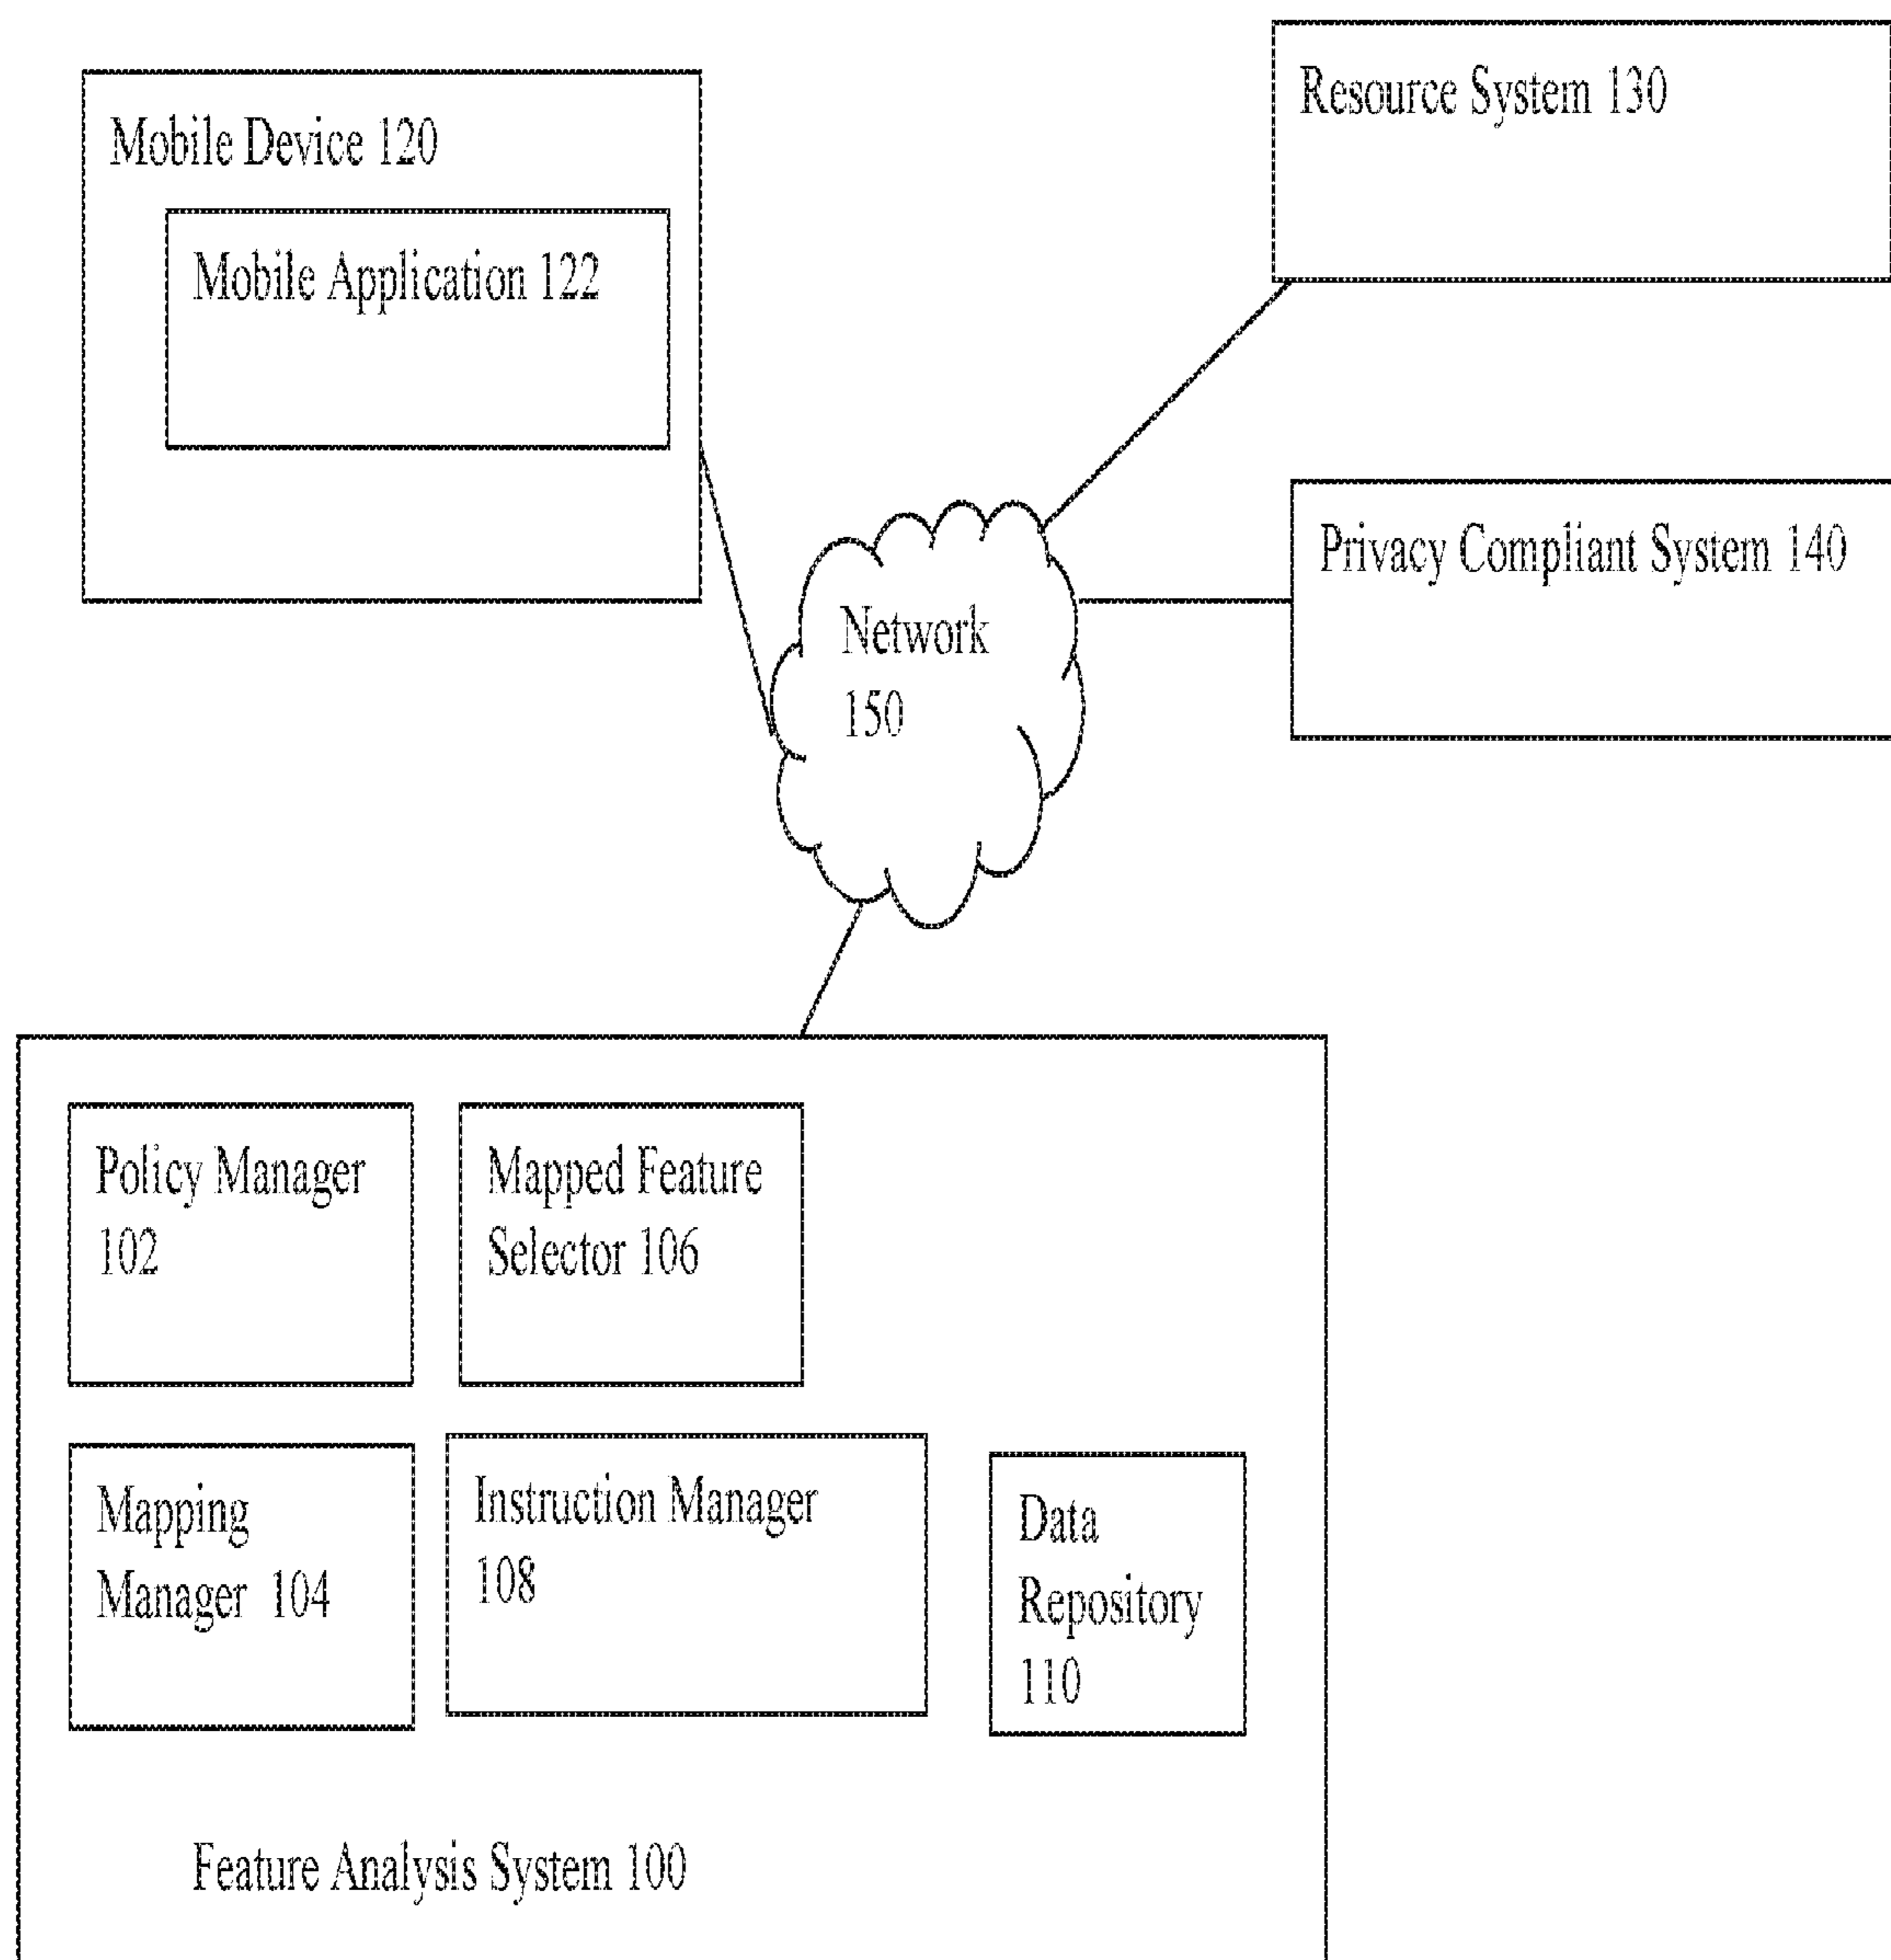 Resource System 130
Mobile Device 120
Mobile Application 122
Privacy Compliant System 140
Network
150
Policy Manager
102
Mapped Feature
Selector 106
Mapping
Manager 104
Instruction Manager
108
Data
Repository
110
Feature Analysis System 100